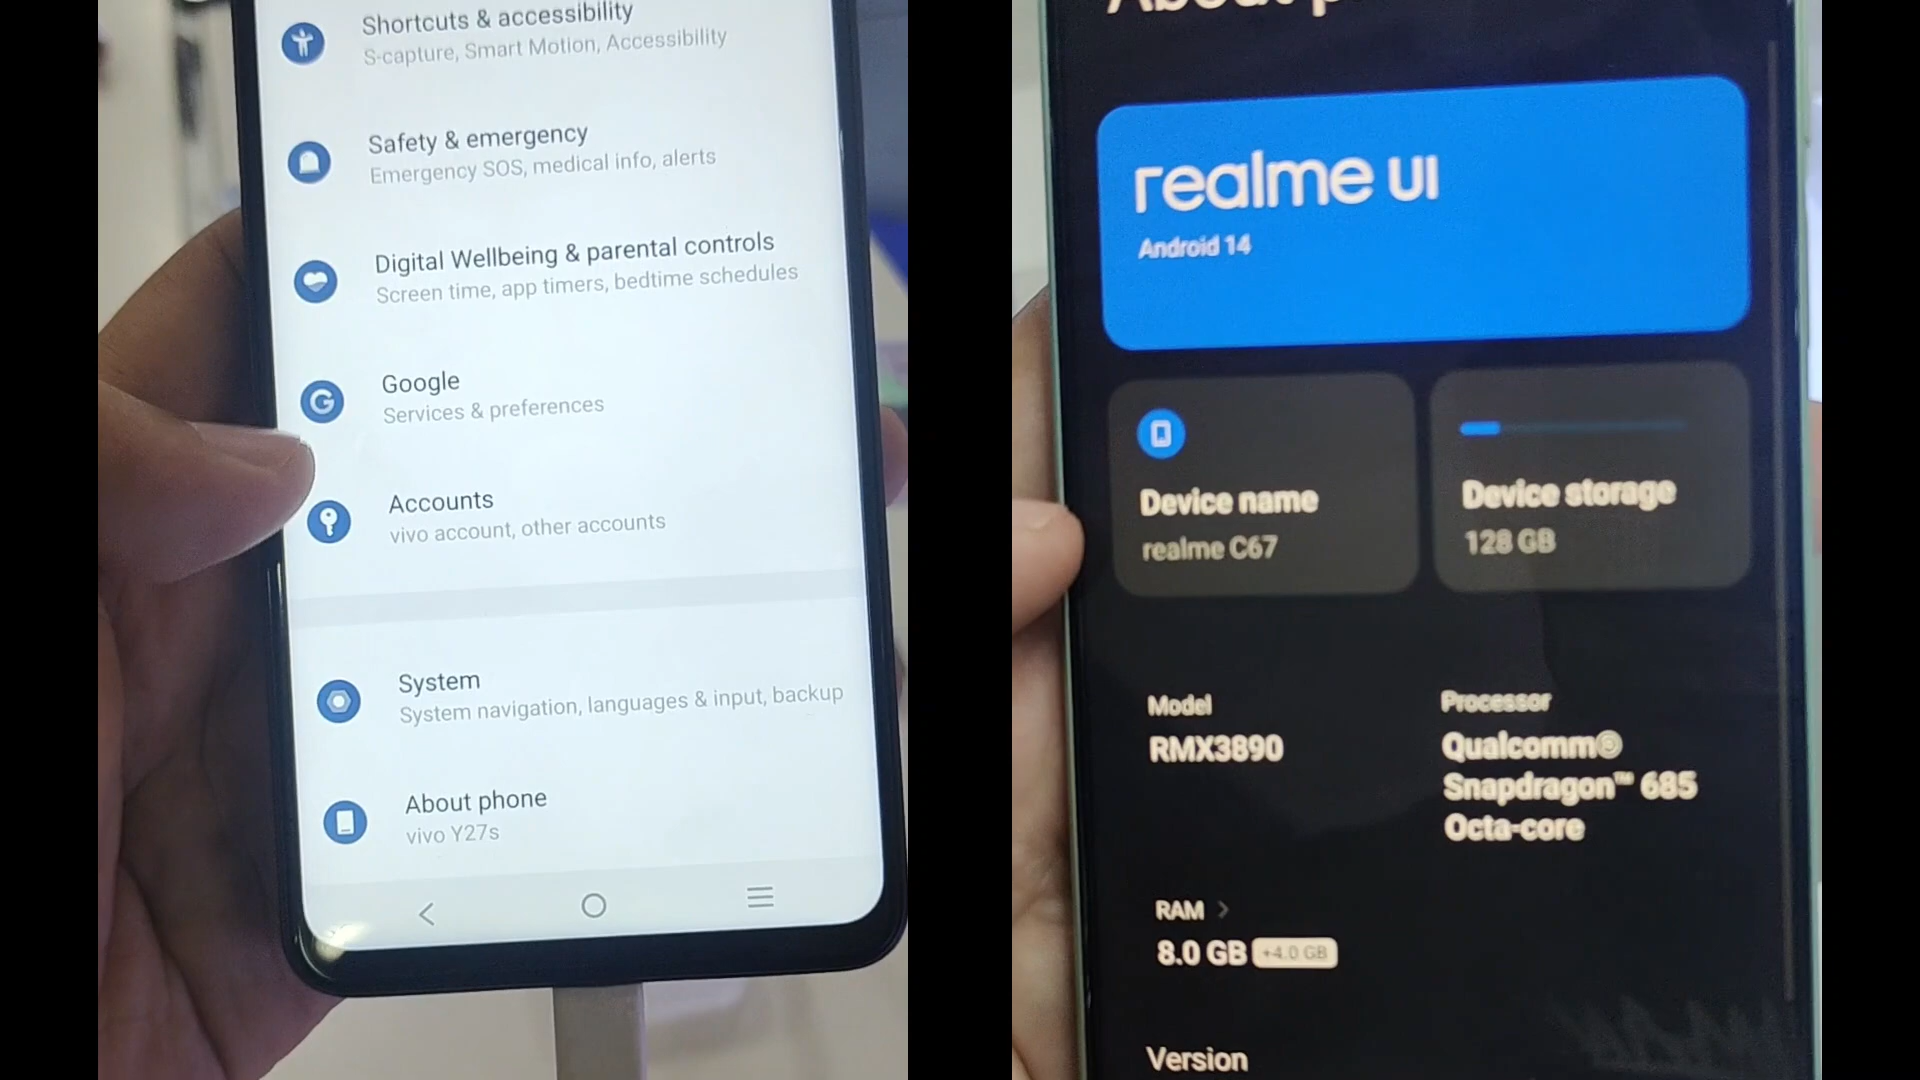 Shortcuts & accessibility
S-capture, Smart Motion, Accessibility
Safety & emergency
Emergency SOS, medical info, alerts
Digital Wellbeing & parental controls
Screen time, app timers, bedtime schedules
Google
Services & preferences
Accounts
vivo account, other accounts
System
System navigation, languages & input, backup
About phone
vivo Y27s
About
realme UI
Android 14
Device name
realme C67
Device storage
128 GB
Model
RMX3890
Processor
Qualcomm®
Snapdragon™ 685
Octa-core
RAM >
8.0 GB +4.0 GB
Version